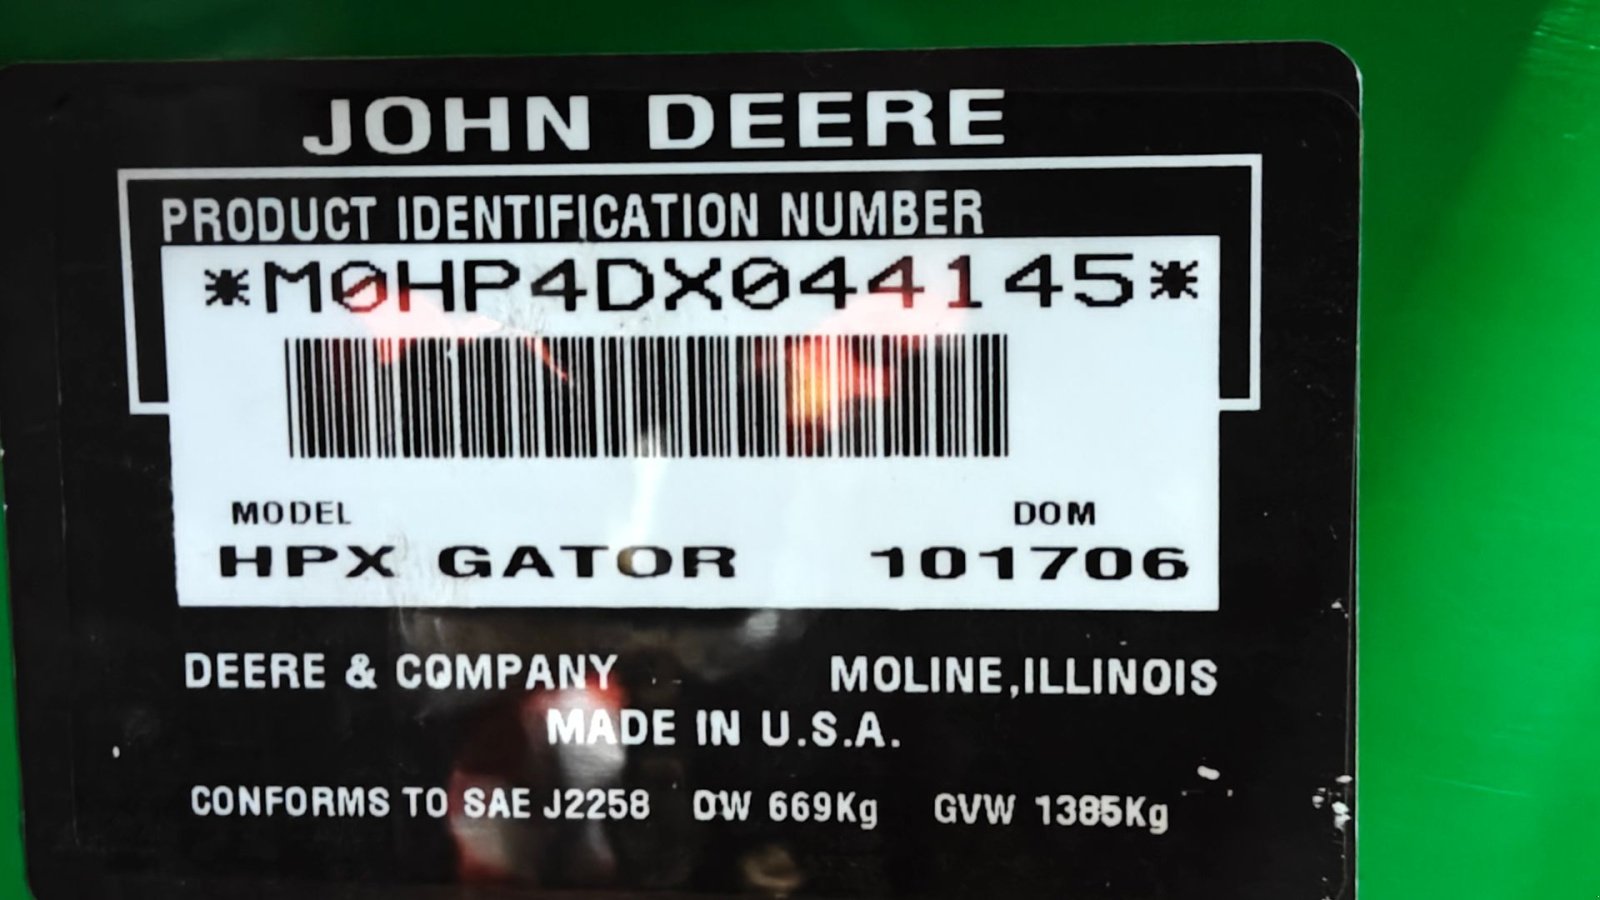 JOHN DEERE
PRODUCT IDENTIFICATION NUMBER
*M0HP4DX044145*
MODEL DOM
HPX GATOR 101706
DEERE & COMPANY MOLINE,ILLINOIS
MADE IN U.S.A.
CONFORMS TO SAE J2258 DW 669Kg GVW 1385Kg